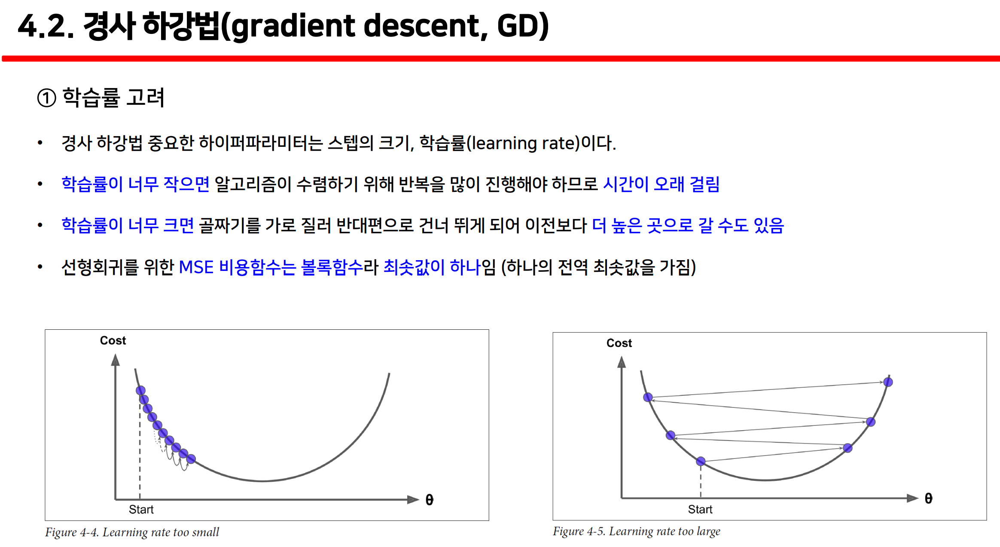 4.2. 경사 하강법(gradient descent, GD)
① 학습률 고려
• 경사 하강법 중요한 하이퍼파라미터는 스텝의 크기, 학습률(learning rate)이다.
• 학습률이 너무 작으면 알고리즘이 수렴하기 위해 반복을 많이 진행해야 하므로 시간이 오래 걸림
• 학습률이 너무 크면 골짜기를 가로 질러 반대편으로 건너 뛰게 되어 이전보다 더 높은 곳으로 갈 수도 있음
• 선형회귀를 위한 MSE 비용함수는 볼록함수라 최솟값이 하나임 (하나의 전역 최솟값을 가짐)
Cost
θ
Start
Figure 4-4. Learning rate too small
Cost
θ
Start
Figure 4-5. Learning rate too large